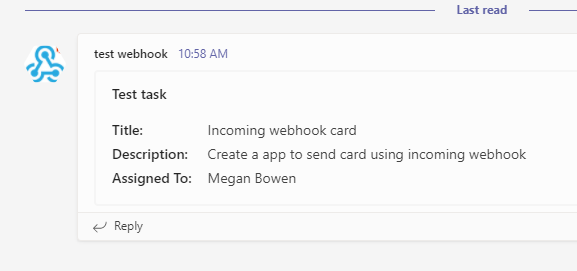 Last read
test webhook 10:58 AM
Test task
Title: Incoming webhook card
Description: Create a app to send card using incoming webhook
Assigned To: Megan Bowen
Reply